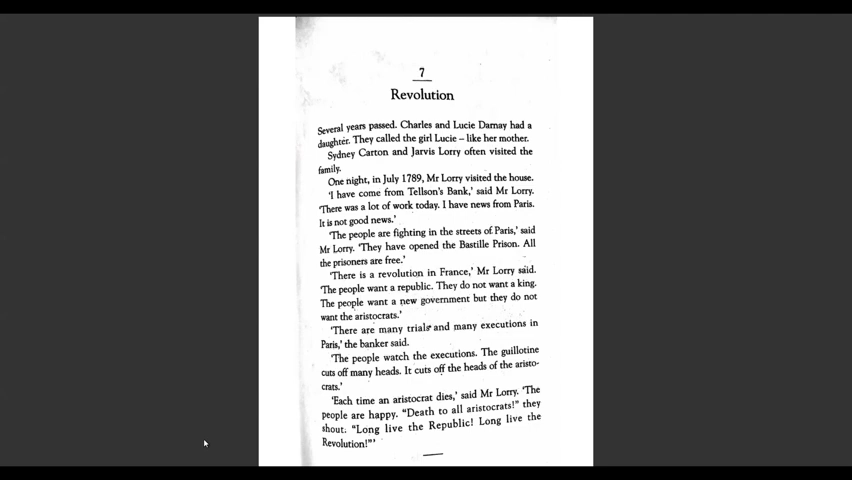 7
Revolution
Several years passed. Charles and Lucie Darnay had a
daughter. They called the girl Lucie – like her mother.
Sydney Carton and Jarvis Lorry often visited the
family.
One night, in July 1789, Mr Lorry visited the house.
'I have come from Tellson's Bank,' said Mr Lorry.
'There was a lot of work today. I have news from Paris.
It is not good news.'
'The people are fighting in the streets of Paris,' said
Mr Lorry. 'They have opened the Bastille Prison. All
the prisoners are free.'
'There is a revolution in France,' Mr Lorry said.
'The people want a republic. They do not want a king.
The people want a new government but they do not
want the aristocrats.'
'There are many trials and many executions in
Paris,' the banker said.
'The people watch the executions. The guillotine
cuts off many heads. It cuts off the heads of the aristo-
crats.'
'Each time an aristocrat dies,' said Mr Lorry. 'The
people are happy. "Death to all aristocrats!" they
shout. "Long live the Republic! Long live the
Revolution!"'